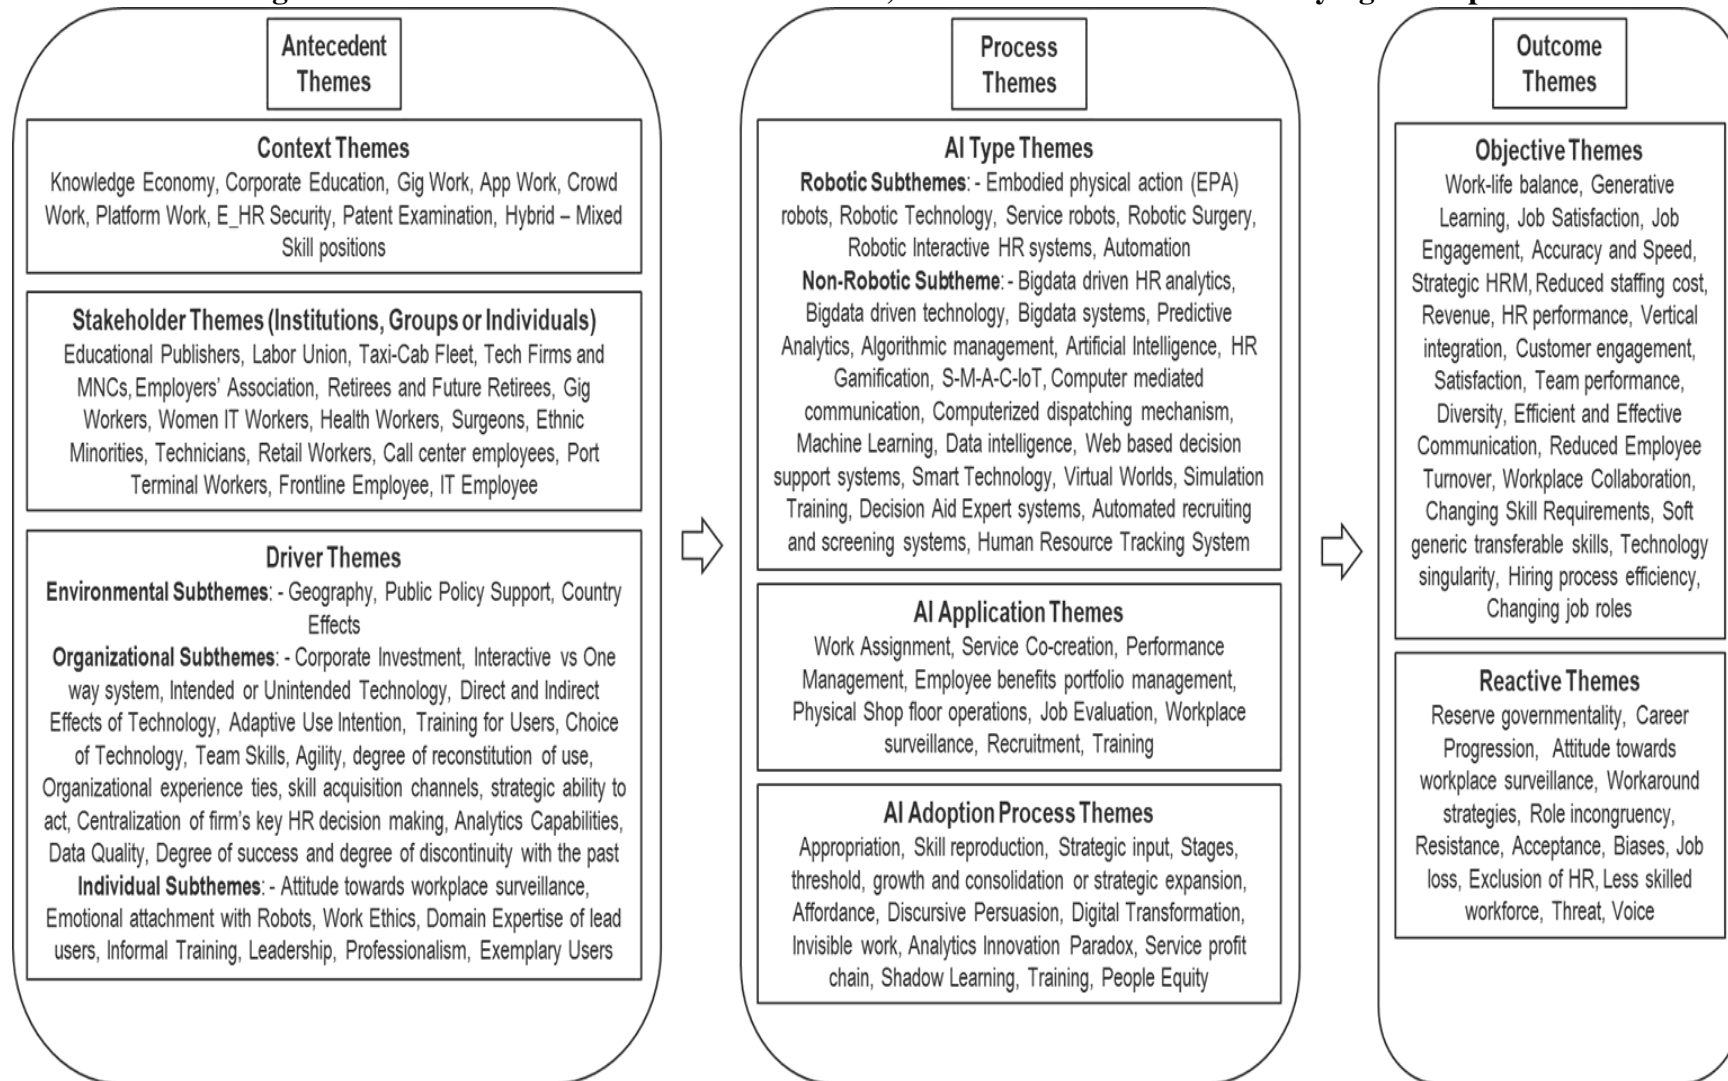 Antecedent
Themes
Context Themes
Knowledge Economy, Corporate Education, Gig Work, App Work, Crowd
Work, Platform Work, E_HR Security, Patent Examination, Hybrid – Mixed
Skill positions
Stakeholder Themes (Institutions, Groups or Individuals)
Educational Publishers, Labor Union, Taxi-Cab Fleet, Tech Firms and
MNCs, Employers' Association, Retirees and Future Retirees, Gig
Workers, Women IT Workers, Health Workers, Surgeons, Ethnic
Minorities, Technicians, Retail Workers, Call center employees, Port
Terminal Workers, Frontline Employee, IT Employee
Driver Themes
Environmental Subthemes: - Geography, Public Policy Support, Country
Effects
Organizational Subthemes: - Corporate Investment, Interactive vs One
way system, Intended or Unintended Technology, Direct and Indirect
Effects of Technology, Adaptive Use Intention, Training for Users, Choice
of Technology, Team Skills, Agility, degree of reconstitution of use,
Organizational experience ties, skill acquisition channels, strategic ability to
act, Centralization of firm's key HR decision making, Analytics Capabilities,
Data Quality, Degree of success and degree of discontinuity with the past
Individual Subthemes: - Attitude towards workplace surveillance,
Emotional attachment with Robots, Work Ethics, Domain Expertise of lead
users, Informal Training, Leadership, Professionalism, Exemplary Users
Process
Themes
AI Type Themes
Robotic Subthemes: - Embodied physical action (EPA)
robots, Robotic Technology, Service robots, Robotic Surgery,
Robotic Interactive HR systems, Automation
Non-Robotic Subtheme: - Bigdata driven HR analytics,
Bigdata driven technology, Bigdata systems, Predictive
Analytics, Algorithmic management, Artificial Intelligence, HR
Gamification, S-M-A-C-IoT, Computer mediated
communication, Computerized dispatching mechanism,
Machine Learning, Data intelligence, Web based decision
support systems, Smart Technology, Virtual Worlds, Simulation
Training, Decision Aid Expert systems, Automated recruiting
and screening systems, Human Resource Tracking System
AI Application Themes
Work Assignment, Service Co-creation, Performance
Management, Employee benefits portfolio management,
Physical Shop floor operations, Job Evaluation, Workplace
surveillance, Recruitment, Training
AI Adoption Process Themes
Appropriation, Skill reproduction, Strategic input, Stages,
threshold, growth and consolidation or strategic expansion,
Affordance, Discursive Persuasion, Digital Transformation,
Invisible work, Analytics Innovation Paradox, Service profit
chain, Shadow Learning, Training, People Equity
Outcome
Themes
Objective Themes
Work-life balance, Generative
Learning, Job Satisfaction, Job
Engagement, Accuracy and Speed,
Strategic HRM, Reduced staffing cost,
Revenue, HR performance, Vertical
integration, Customer engagement,
Satisfaction, Team performance,
Diversity, Efficient and Effective
Communication, Reduced Employee
Turnover, Workplace Collaboration,
Changing Skill Requirements, Soft
generic transferable skills, Technology
singularity, Hiring process efficiency,
Changing job roles
Reactive Themes
Reserve governmentality, Career
Progression, Attitude towards
workplace surveillance, Workaround
strategies, Role incongruency,
Resistance, Acceptance, Biases, Job
loss, Exclusion of HR, Less skilled
workforce, Threat, Voice